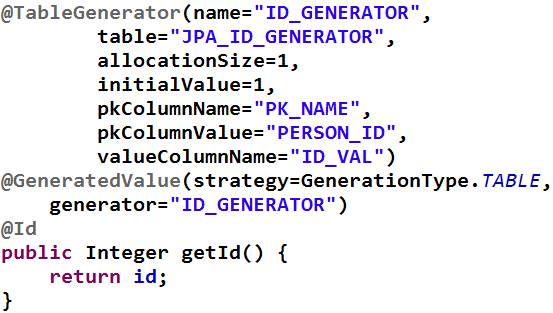 @TableGenerator(name="ID_GENERATOR",
        table="JPA_ID_GENERATOR",
        allocationSize=1,
        initialValue=1,
        pkColumnName="PK_NAME",
        pkColumnValue="PERSON_ID",
        valueColumnName="ID_VAL")
@GeneratedValue(strategy=GenerationType.TABLE,
    generator="ID_GENERATOR")
@Id
public Integer getId() {
    return id;
}